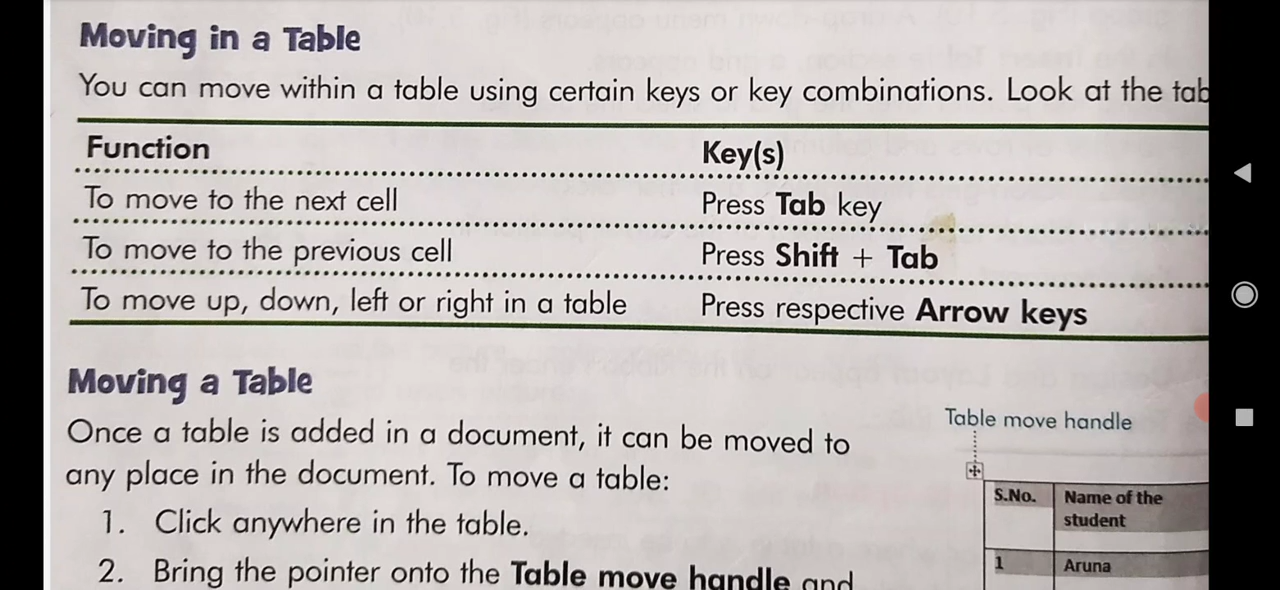 Moving in a Table
You can move within a table using certain keys or key combinations. Look at the tab
Function Key(s)
To move to the next cell Press Tab key
To move to the previous cell Press Shift + Tab
To move up, down, left or right in a table Press respective Arrow keys
Moving a Table
Once a table is added in a document, it can be moved to
any place in the document. To move a table:
1. Click anywhere in the table.
2. Bring the pointer onto the Table move handle and
Table move handle
S.No. Name of the
student
1 Aruna